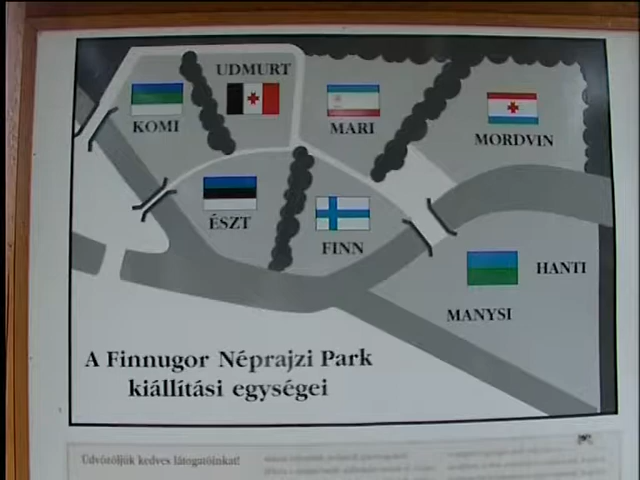 UDMURT
KOMI
MARI
MORDVIN
ÉSZT
FINN
HANTI
MANYSI
A Finnugor Néprajzi Park
kiállítási egységei
Üdvözöljük kedves látogatóinkat!